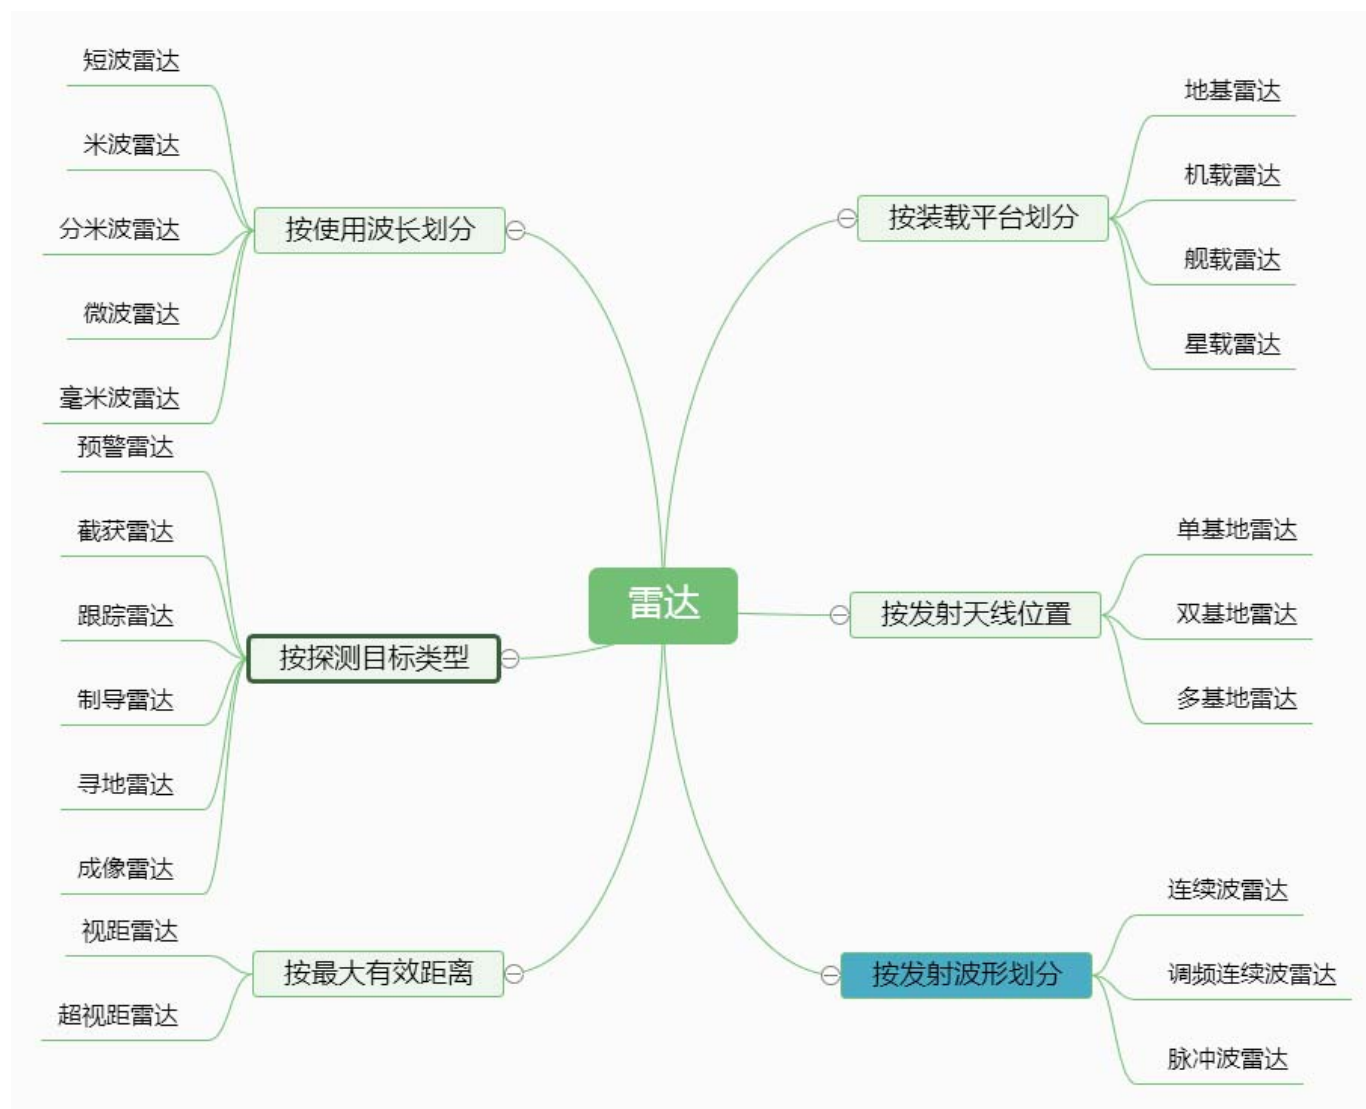 雷达
按使用波长划分
短波雷达
米波雷达
分米波雷达
微波雷达
毫米波雷达
按探测目标类型
预警雷达
截获雷达
跟踪雷达
制导雷达
寻地雷达
成像雷达
按最大有效距离
视距雷达
超视距雷达
按装载平台划分
地基雷达
机载雷达
舰载雷达
星载雷达
按发射天线位置
单基地雷达
双基地雷达
多基地雷达
按发射波形划分
连续波雷达
调频连续波雷达
脉冲波雷达